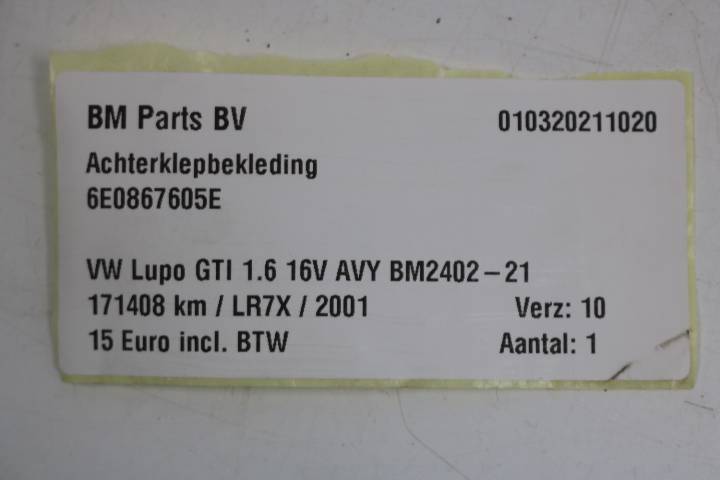 BM Parts BV 010320211020
Achterklepbekleding
6E0867605E
VW Lupo GTI 1.6 16V AVY BM2402-21
171408 km / LR7X / 2001 Verz: 10
15 Euro incl. BTW Aantal: 1